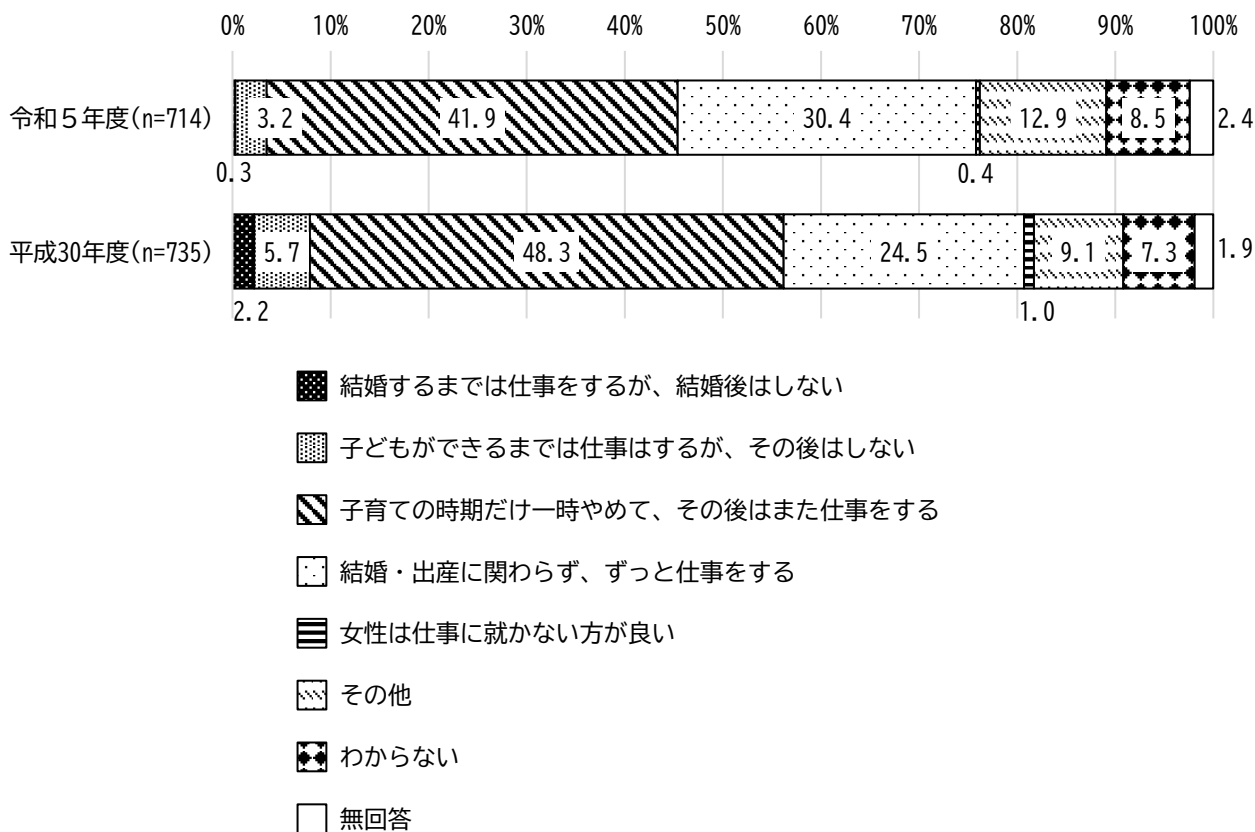 0% 10% 20% 30% 40% 50% 60% 70% 80% 90% 100%
令和５年度(n=714) 3.2 41.9 30.4 12.9 8.5 2.4
0.3 0.4
平成30年度(n=735) 5.7 48.3 24.5 9.1 7.3 1.9
2.2 1.0
結婚するまでは仕事をするが、結婚後はしない
子どもができるまでは仕事はするが、その後はしない
子育ての時期だけ一時やめて、その後はまた仕事をする
結婚・出産に関わらず、ずっと仕事をする
女性は仕事に就かない方が良い
その他
わからない
無回答